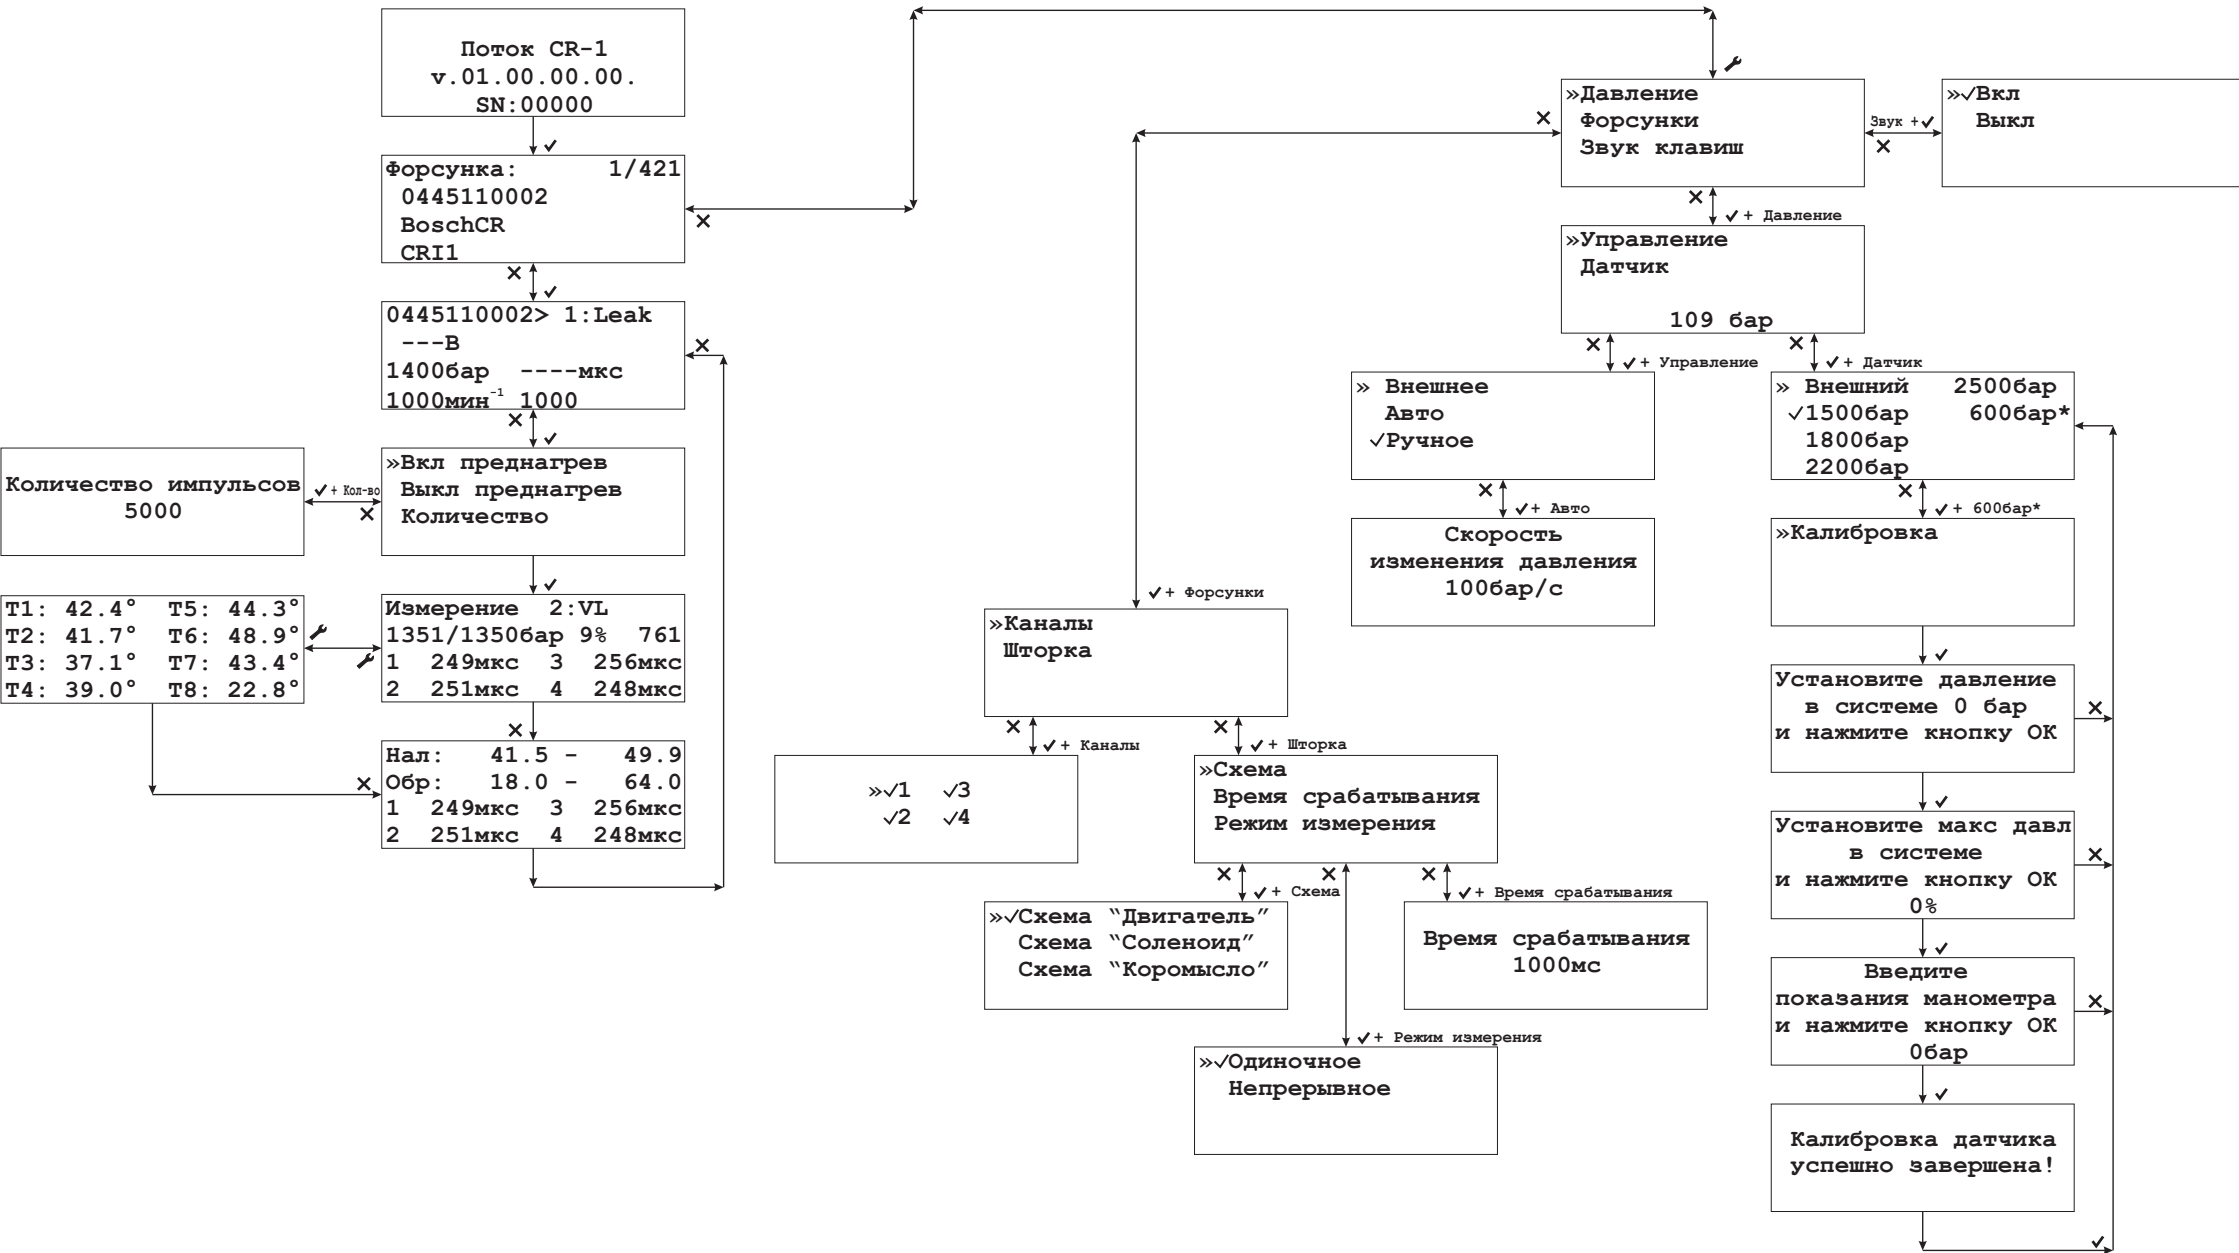 Поток CR-1
v.01.00.00.00.
SN:00000
Форсунка: 1/421
0445110002
BoschCR
CRI1
0445110002> 1:Leak
---В
1400бар ----мкс
1000мин⁻¹ 1000
»Вкл преднагрев
Выкл преднагрев
Количество
✓ + Кол-во
Количество импульсов
5000
Измерение 2:VL
1351/1350бар 9% 761
1 249мкс 3 256мкс
2 251мкс 4 248мкс
T1: 42.4° T5: 44.3°
T2: 41.7° T6: 48.9°
T3: 37.1° T7: 43.4°
T4: 39.0° T8: 22.8°
Нал: 41.5 - 49.9
Обр: 18.0 - 64.0
1 249мкс 3 256мкс
2 251мкс 4 248мкс
»Давление
Форсунки
Звук клавиш
Звук +✓
»✓Вкл
Выкл
✓+ Давление
»Управление
Датчик
109 бар
✓+ Управление
» Внешнее
Авто
✓Ручное
✓+ Авто
Скорость
изменения давления
100бар/с
✓+ Датчик
» Внешний 2500бар
✓1500бар 600бар*
1800бар
2200бар
✓+ 600бар*
»Калибровка
Установите давление
в системе 0 бар
и нажмите кнопку ОК
Установите макс давл
в системе
и нажмите кнопку ОК
0%
Введите
показания манометра
и нажмите кнопку ОК
0бар
Калибровка датчика
успешно завершена!
✓+ Форсунки
»Каналы
Шторка
✓+ Каналы
»✓1 ✓3
✓2 ✓4
✓+ Шторка
»Схема
Время срабатывания
Режим измерения
✓+ Схема
»✓Схема “Двигатель”
Схема “Соленоид”
Схема “Коромысло”
✓+ Время срабатывания
Время срабатывания
1000мс
✓+ Режим измерения
»✓Одиночное
Непрерывное